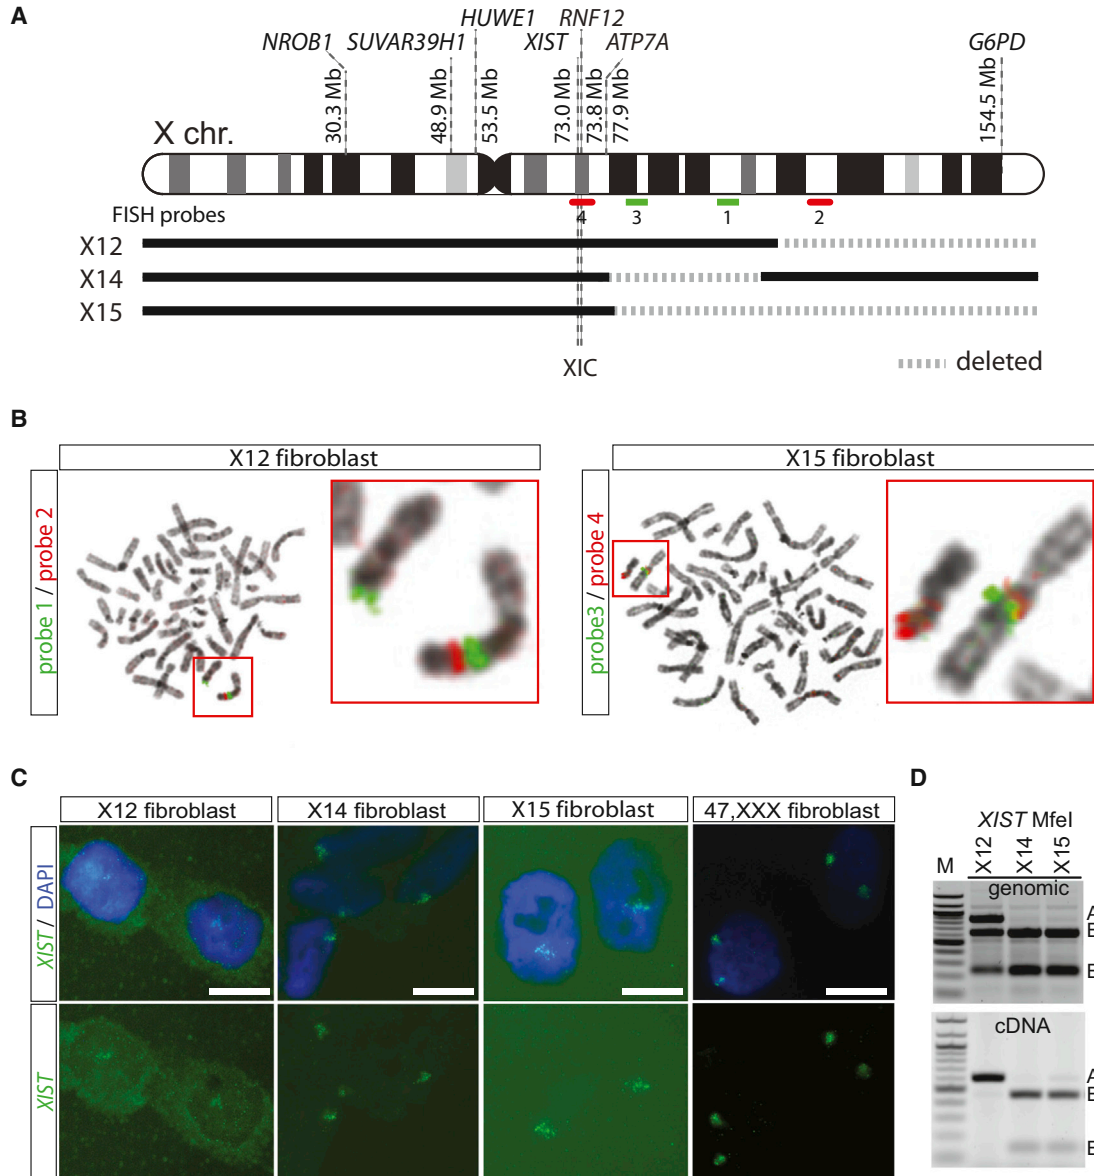 A
HUWE1 RNF12
NROB1 SUVAR39H1 XIST ATP7A G6PD
30.3 Mb 48.9 Mb 53.5 Mb 73.0 Mb 73.8 Mb 77.9 Mb 154.5 Mb
X chr.
FISH probes 4 3 1 2
X12
X14
X15
XIC
deleted
B
X12 fibroblast
X15 fibroblast
probe 1 / probe 2
probe3 / probe 4
C
D
X12 fibroblast X14 fibroblast X15 fibroblast 47,XXX fibroblast
XIST / DAPI
XIST
XIST MfeI
M X12 X14 X15
genomic
A
B
B
cDNA
A
B
B